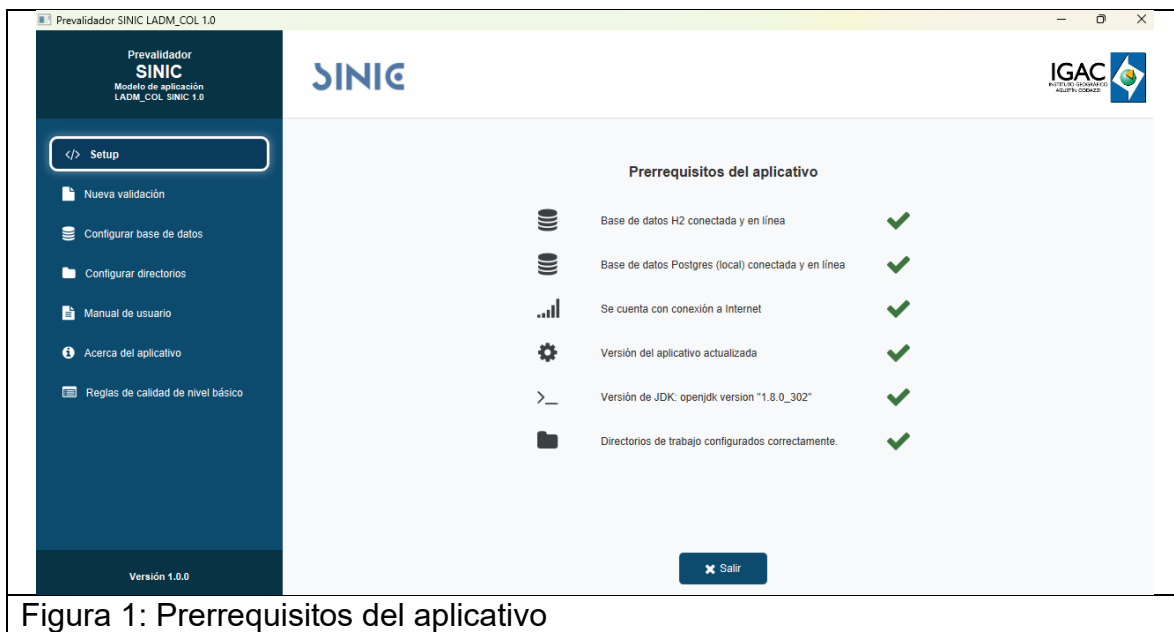 Prevalidador SINIC LADM_COL 1.0
Prevalidador
SINIC
Modelo de aplicación
LADM_COL SINIC 1.0
SINIC
IGAC
INSTITUTO GEOGRÁFICO
AGUSTÍN CODAZZI
</> Setup
Nueva validación
Configurar base de datos
Configurar directorios
Manual de usuario
Acerca del aplicativo
Reglas de calidad de nivel básico
Versión 1.0.0
Prerrequisitos del aplicativo
Base de datos H2 conectada y en línea
Base de datos Postgres (local) conectada y en línea
Se cuenta con conexión a Internet
Versión del aplicativo actualizada
Versión de JDK: openjdk version "1.8.0_302"
Directorios de trabajo configurados correctamente.
Salir
Figura 1: Prerrequisitos del aplicativo